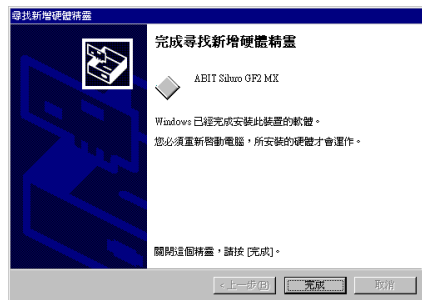 尋找新增硬體精靈
完成尋找新增硬體精靈
ABIT Siluro GF2 MX
Windows 已經完成安裝此裝置的軟體。
您必須重新啓動電腦，所安裝的硬體才會運作。
關閉這個精靈，請按 [完成]。
< 上一步(B) 完成 取消